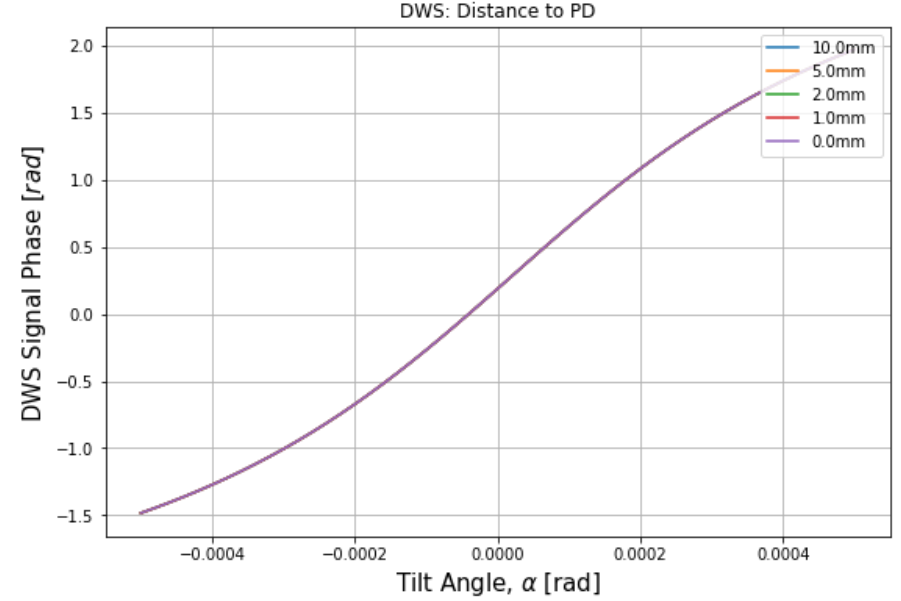 DWS: Distance to PD
DWS Signal Phase [rad]
2.0
1.5
1.0
0.5
0.0
−0.5
−1.0
−1.5
10.0mm
5.0mm
2.0mm
1.0mm
0.0mm
−0.0004
−0.0002
0.0000
0.0002
0.0004
Tilt Angle, α [rad]